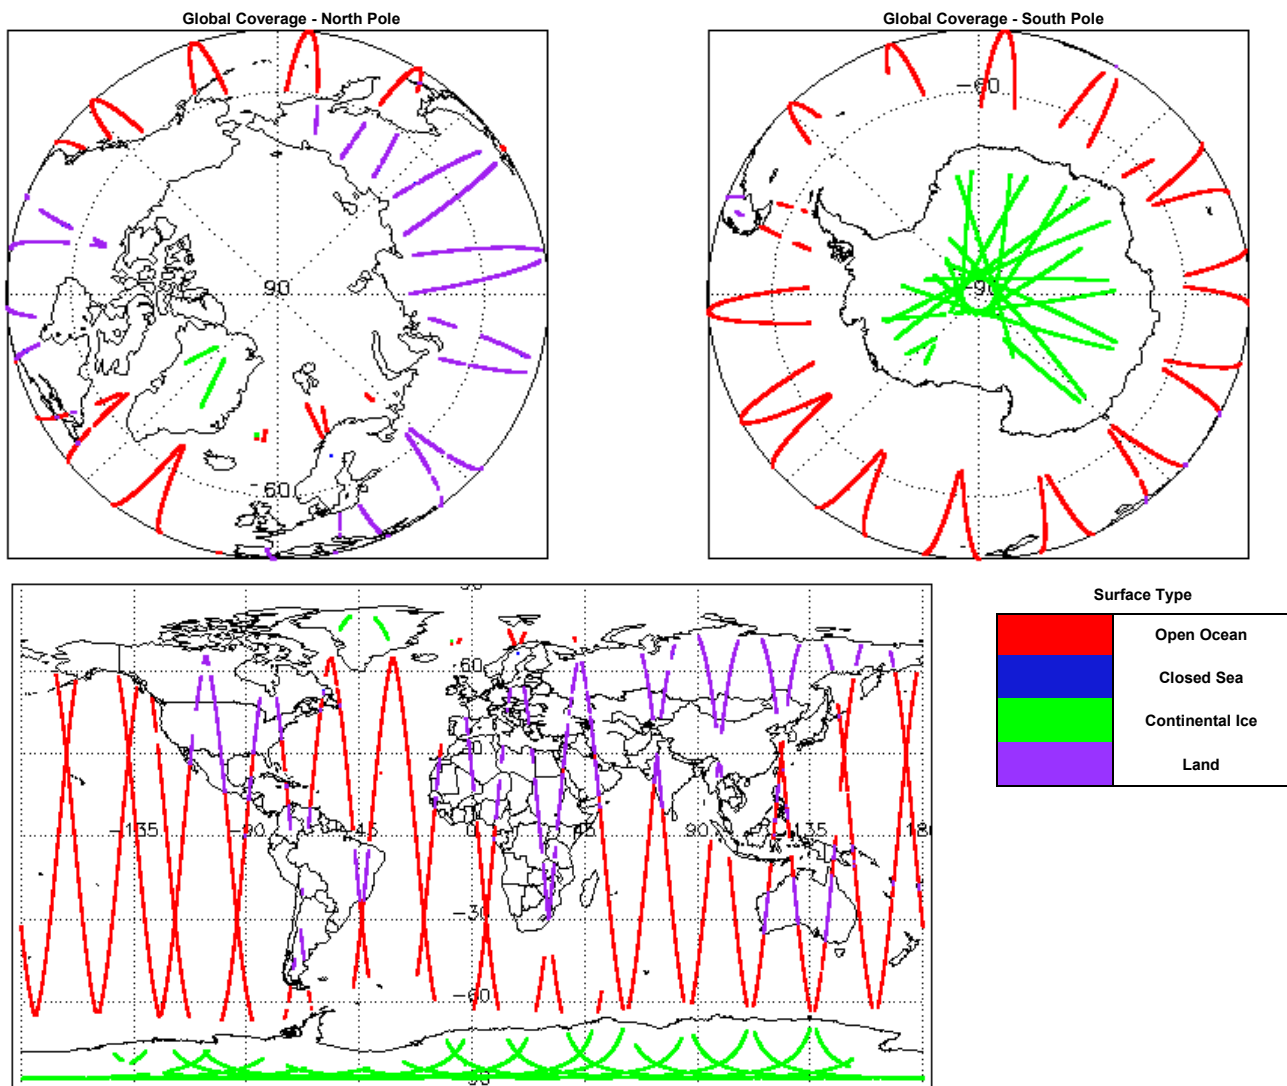 Global Coverage - North Pole
Global Coverage - South Pole
-60
90
-90
60
Surface Type
Open Ocean
Closed Sea
Continental Ice
Land
60
-135
-90
-45
0
45
90
135
180
-30
-60